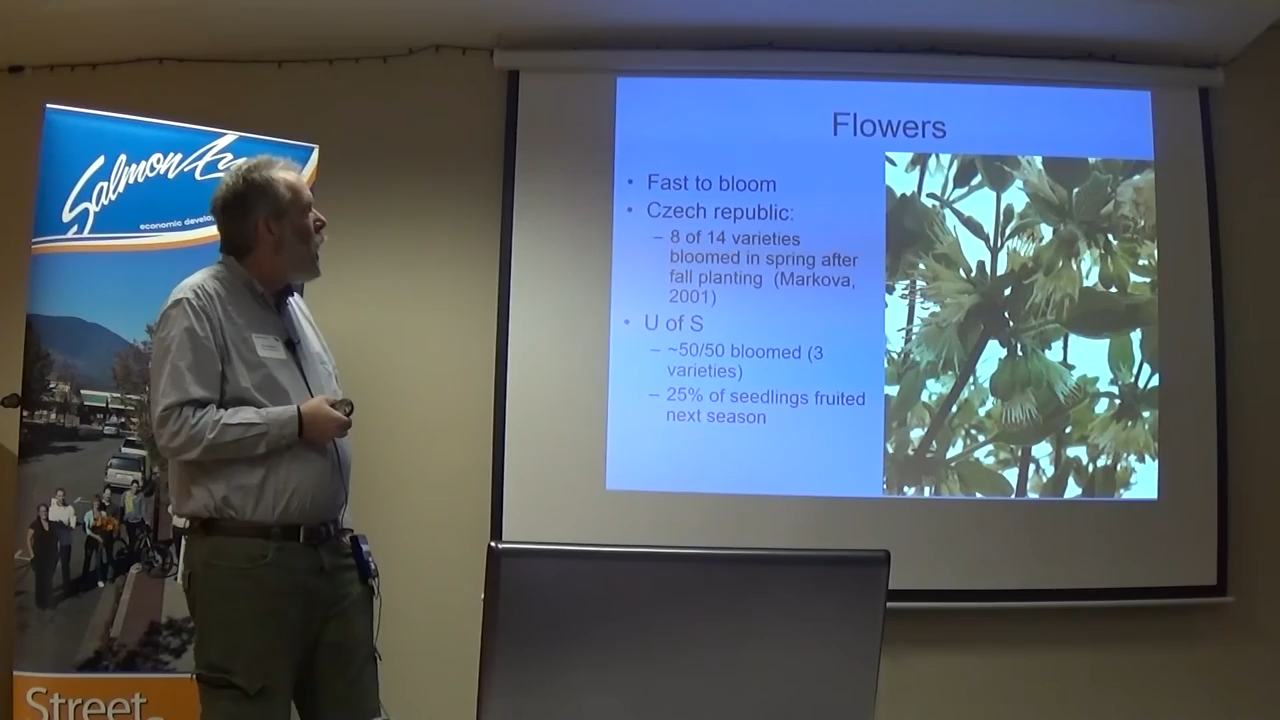 Salmon
economic develo
Street
Flowers
• Fast to bloom
• Czech republic:
– 8 of 14 varieties
bloomed in spring after
fall planting (Markova,
2001)
• U of S
– ~50/50 bloomed (3
varieties)
– 25% of seedlings fruited
next season